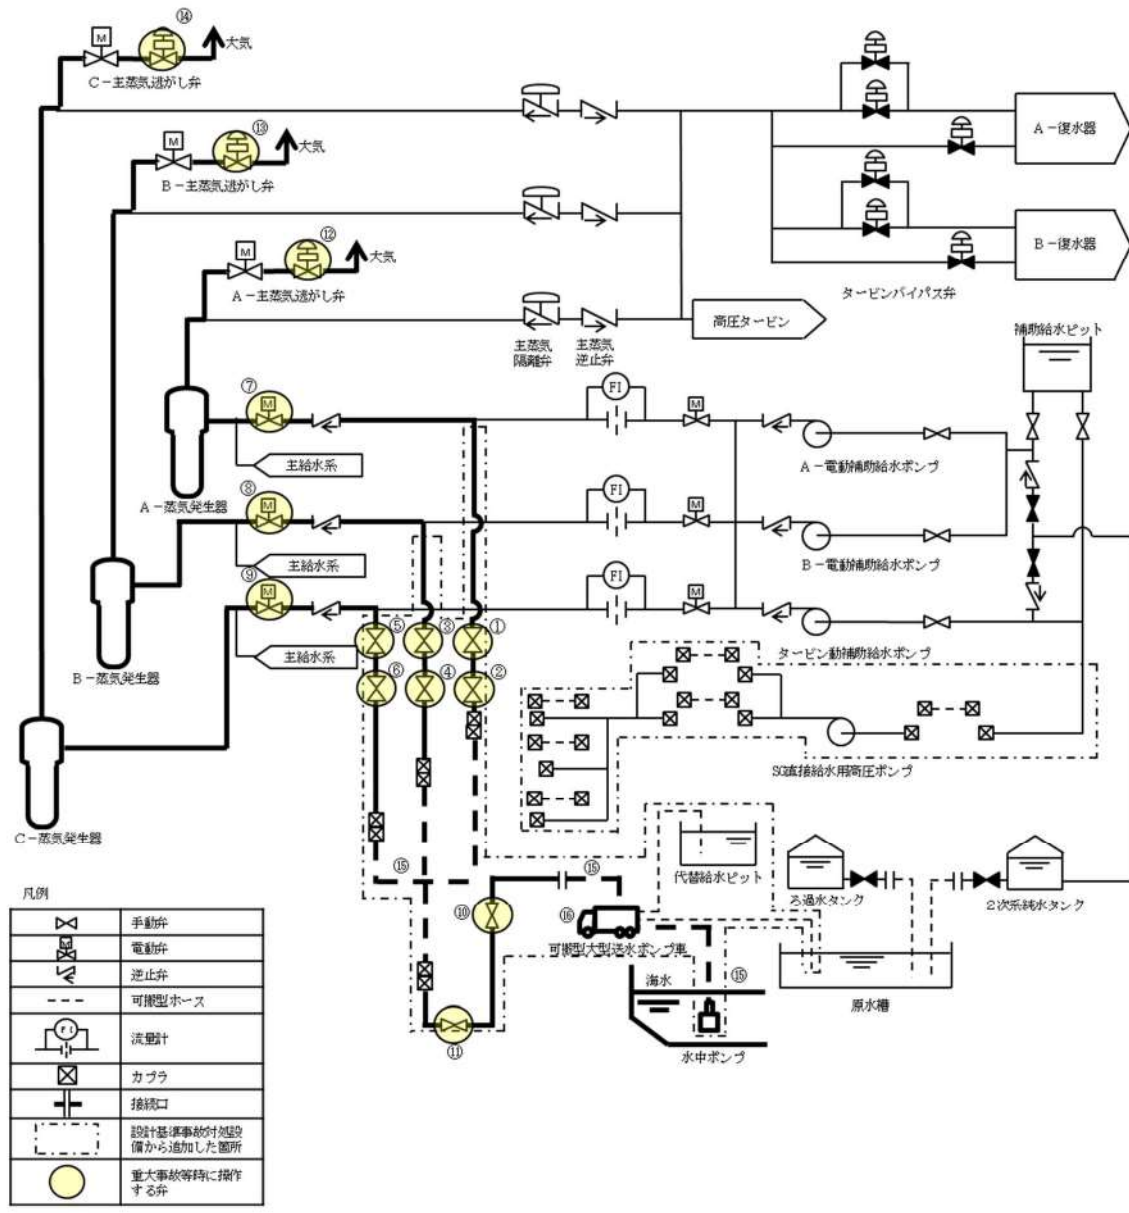 ⑭
M
大気
C-主蒸気逃がし弁
⑬
M
大気
B-主蒸気逃がし弁
⑫
M
大気
A-主蒸気逃がし弁
A-復水器
B-復水器
タービンバイパス弁
高圧タービン
主蒸気
隔離弁
主蒸気
逆止弁
補助給水ピット
⑦
M
FI
M
主給水系
A-電動補助給水ポンプ
A-蒸気発生器
⑧
M
FI
M
主給水系
B-電動補助給水ポンプ
⑨
M
FI
M
主給水系
タービン動補助給水ポンプ
B-蒸気発生器
⑤
③
①
⑥
④
②
SG直接給水用高圧ポンプ
C-蒸気発生器
⑮
⑮
代替給水ピット
ろ過水タンク
2次系純水タンク
⑩
⑯
可搬型大型送水ポンプ車
海水
⑮
原水槽
⑪
水中ポンプ
凡例
手動弁
M
電動弁
逆止弁
可搬型ホース
FI
流量計
カプラ
接続口
設計基準事故対処設
備から追加した箇所
重大事故等時に操作
する弁